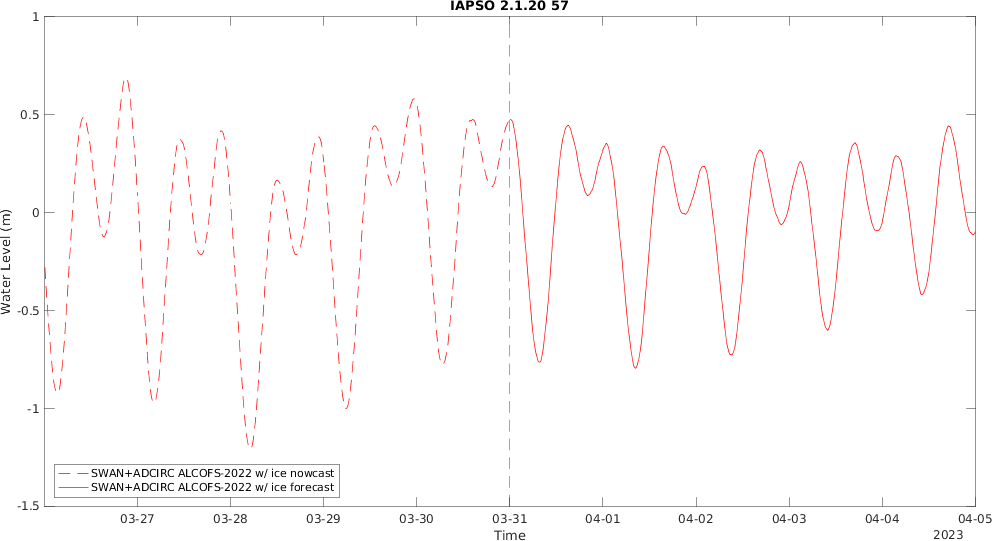 IAPSO 2.1.20 57
1
0.5
0
-0.5
-1
-1.5
Water Level (m)
SWAN+ADCIRC ALCOFS-2022 w/ ice nowcast
SWAN+ADCIRC ALCOFS-2022 w/ ice forecast
03-27 03-28 03-29 03-30 03-31 04-01 04-02 04-03 04-04 04-05
Time
2023